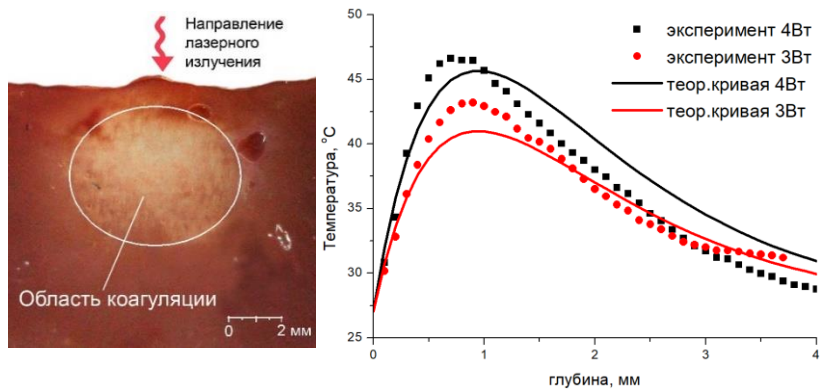 Направление
лазерного
излучения
Область коагуляции
0 2 мм
50
45
40
35
30
25
Температура, °C
0 1 2 3 4
глубина, мм
эксперимент 4Вт
эксперимент 3Вт
теор.кривая 4Вт
теор.кривая 3Вт